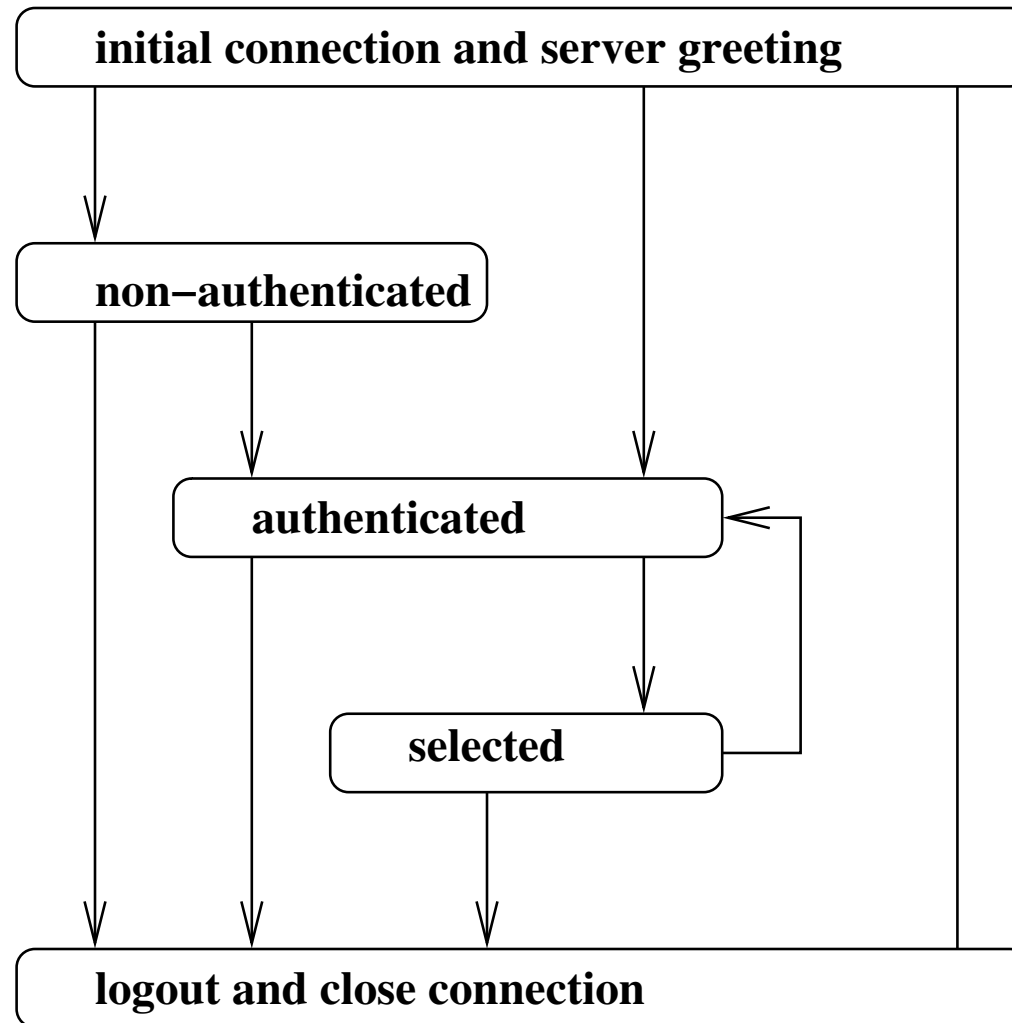 initial connection and server greeting
non−authenticated
authenticated
selected
logout and close connection